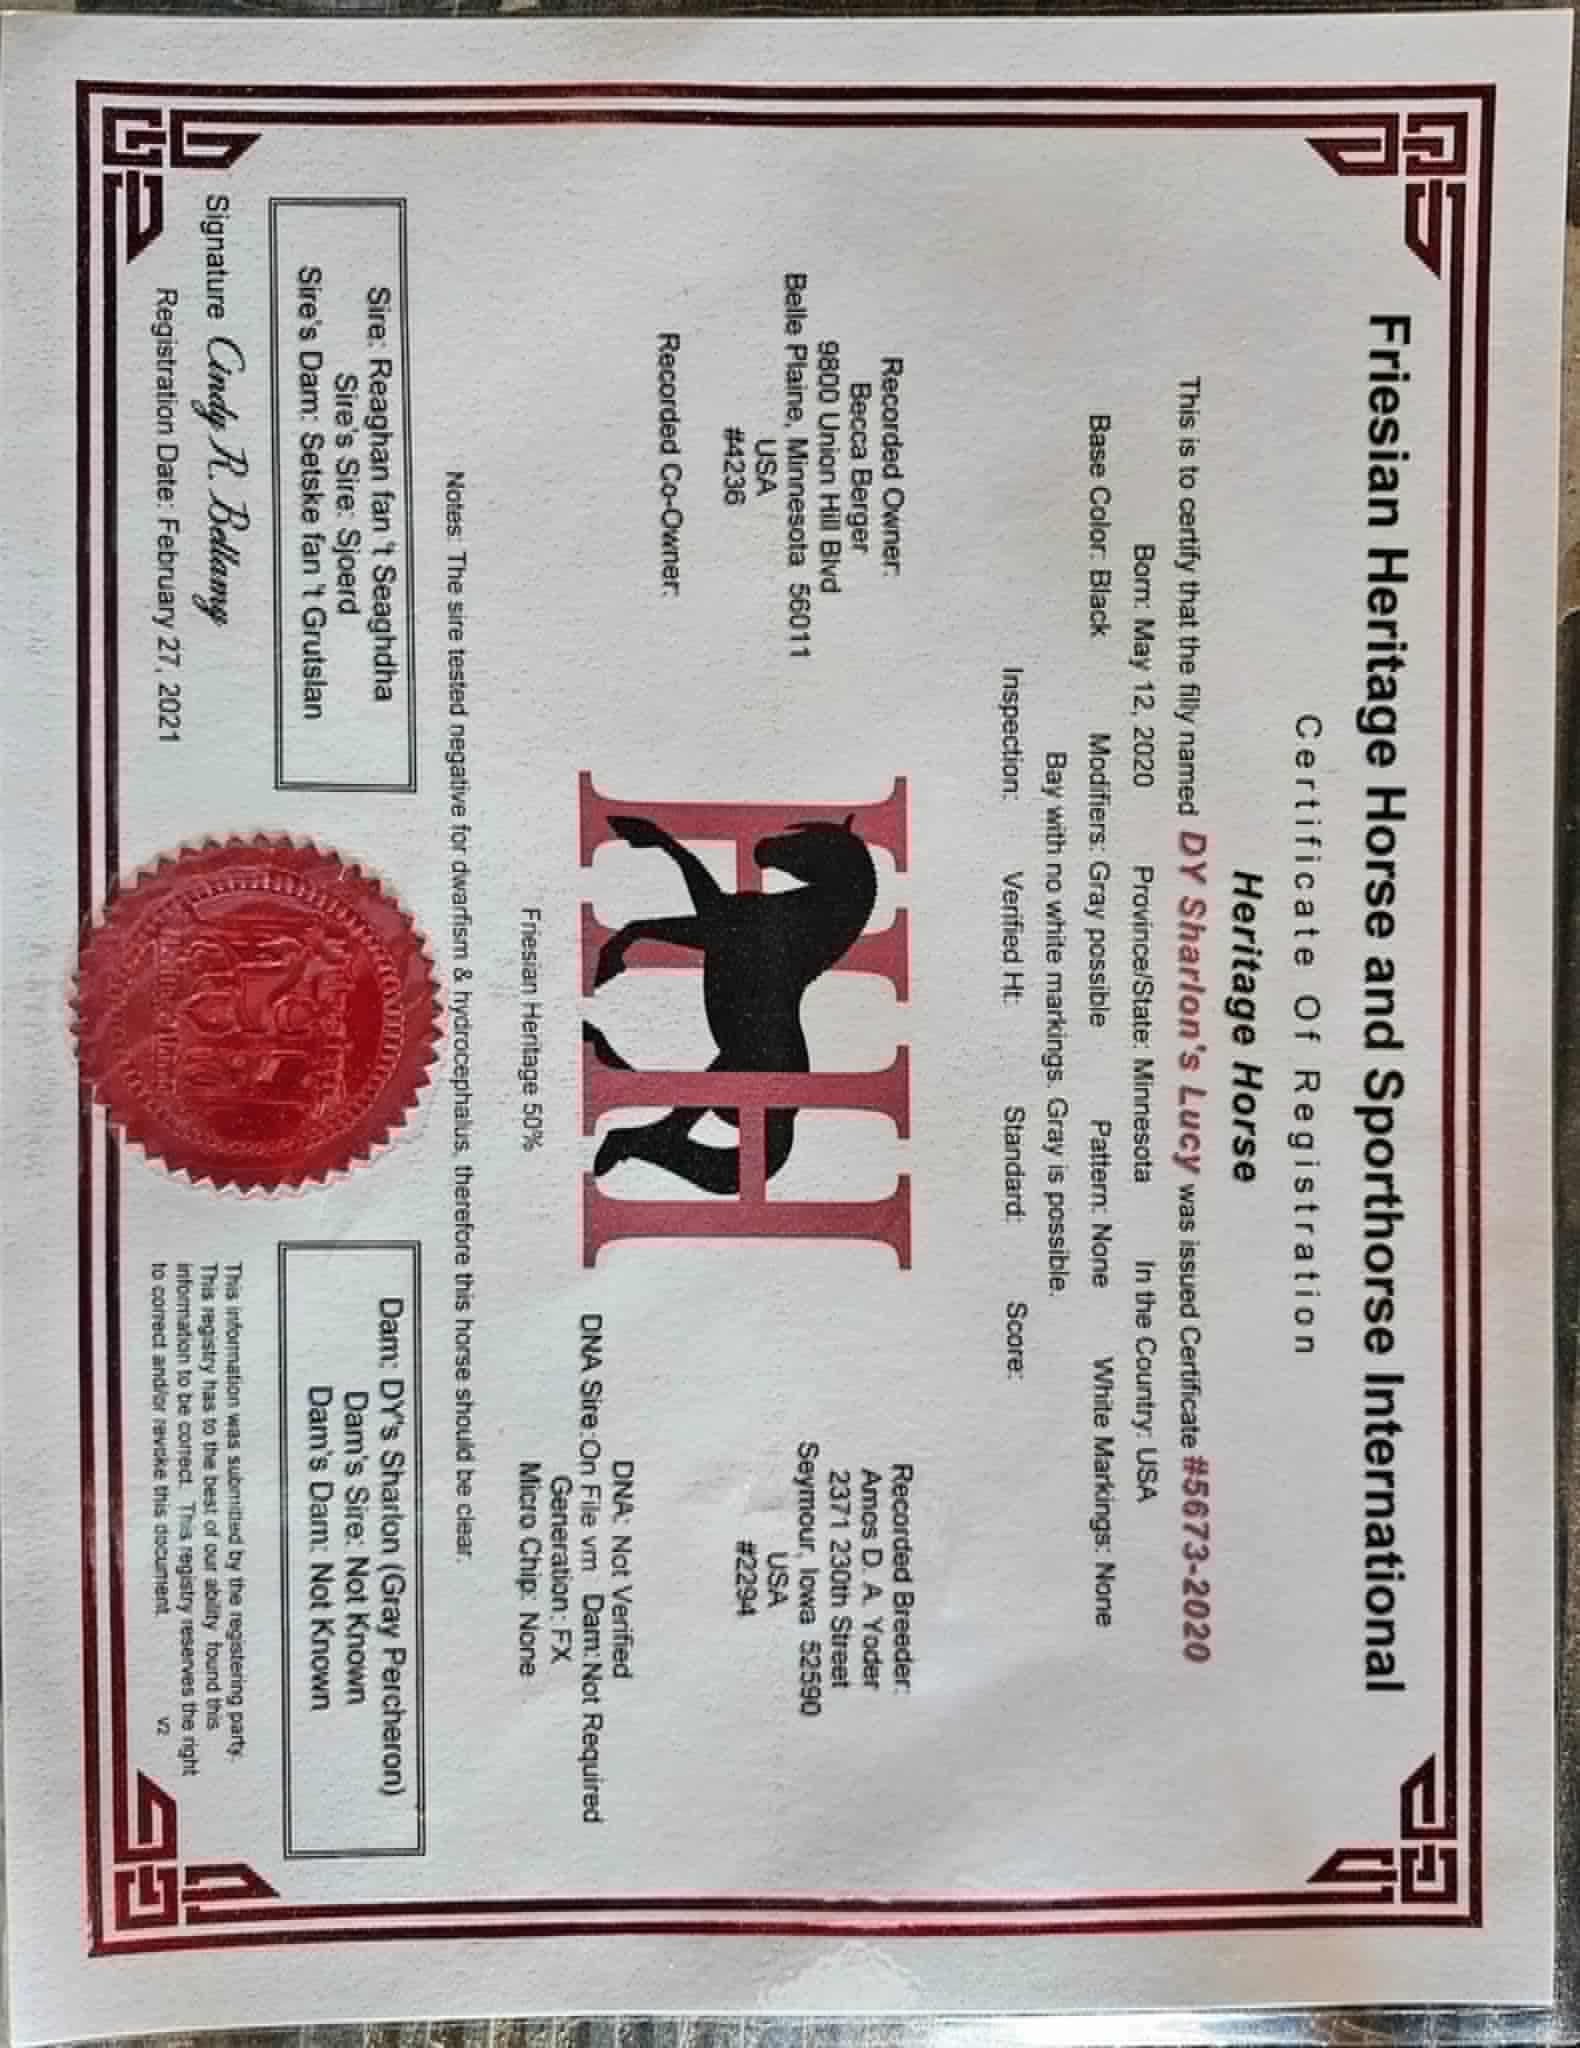 Friesian Heritage Horse and Sporthorse International
Certificate Of Registration
Heritage Horse
This is to certify that the filly named DY Sharlon's Lucy was issued Certificate #5673-2020
Born: May 12, 2020 Province/State: Minnesota In the Country: USA
Base Color: Black Modifiers: Gray possible Pattern: None White Markings: None
Bay with no white markings. Gray is possible.
Inspection: Verified Ht: Standard: Score:
Recorded Owner:
Becca Berger
9800 Union Hill Blvd
Belle Plaine, Minnesota 56011
USA
#4236
Recorded Co-Owner:
FHH
Recorded Breeder:
Amos D. A. Yoder
2371 230th Street
Seymour, Iowa 52590
USA
#2294
DNA: Not Verified
DNA Sire: On File vm Dam: Not Required
Generation: FX
Micro Chip: None
Friesian Heritage 50%
Notes: The sire tested negative for dwarfism & hydrocephalus, therefore this horse should be clear.
Sire: Reaghan fan 't Seaghdha
Sire's Sire: Sjoerd
Sire's Dam: Setske fan 't Grutslan
Dam: DY's Sharlon (Gray Percheron)
Dam's Sire: Not Known
Dam's Dam: Not Known
Signature Cindy R. Bellamy
Registration Date: February 27, 2021
This information was submitted by the registering party.
This registry has to the best of our ability found this
information to be correct. This registry reserves the right
to correct and/or revoke this document. V2